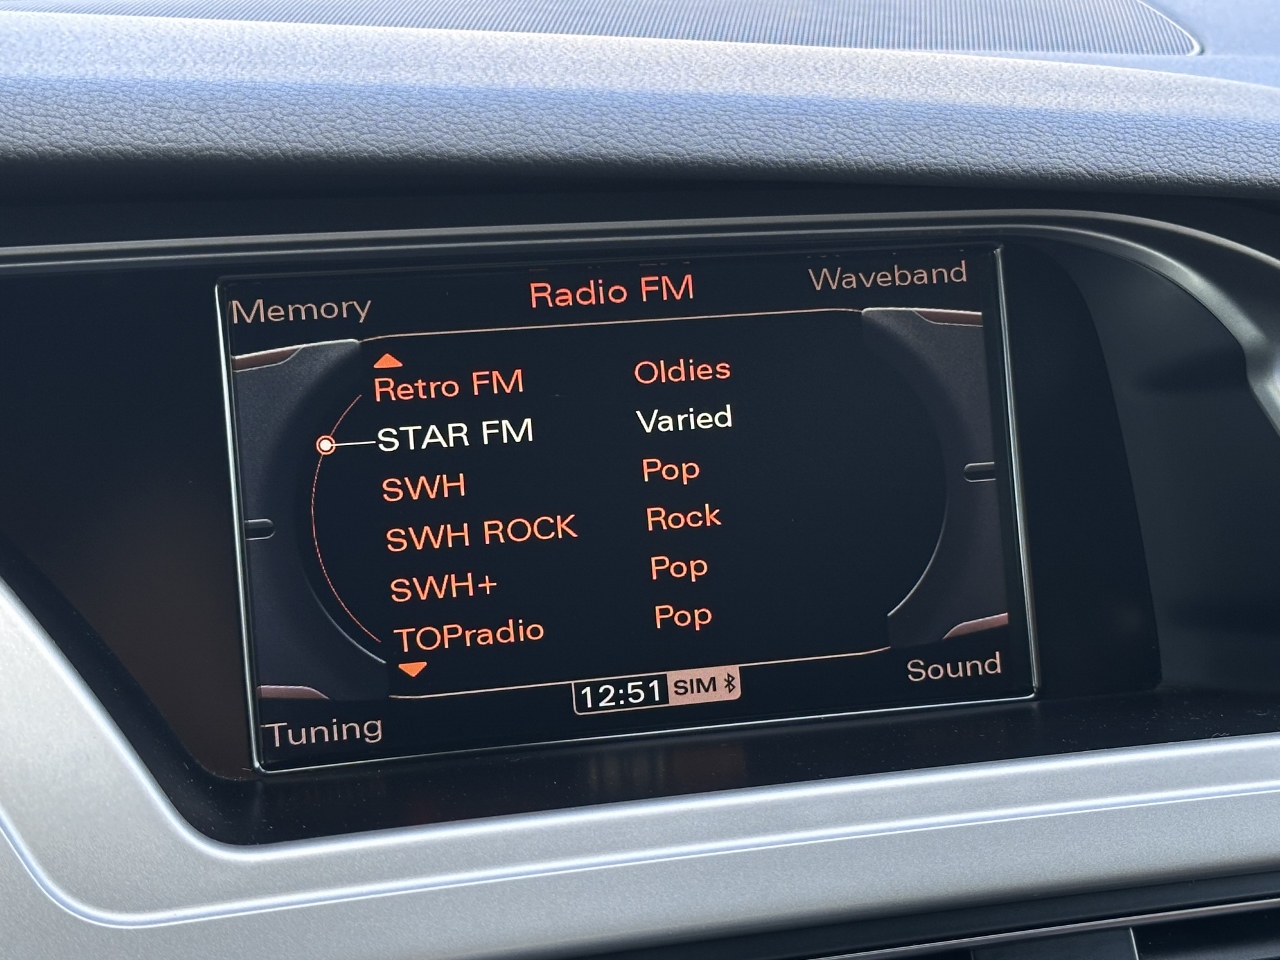 Memory Radio FM Waveband
Retro FM Oldies
STAR FM Varied
SWH Pop
SWH ROCK Rock
SWH+ Pop
TOPradio Pop
12:51 SIM
Tuning Sound